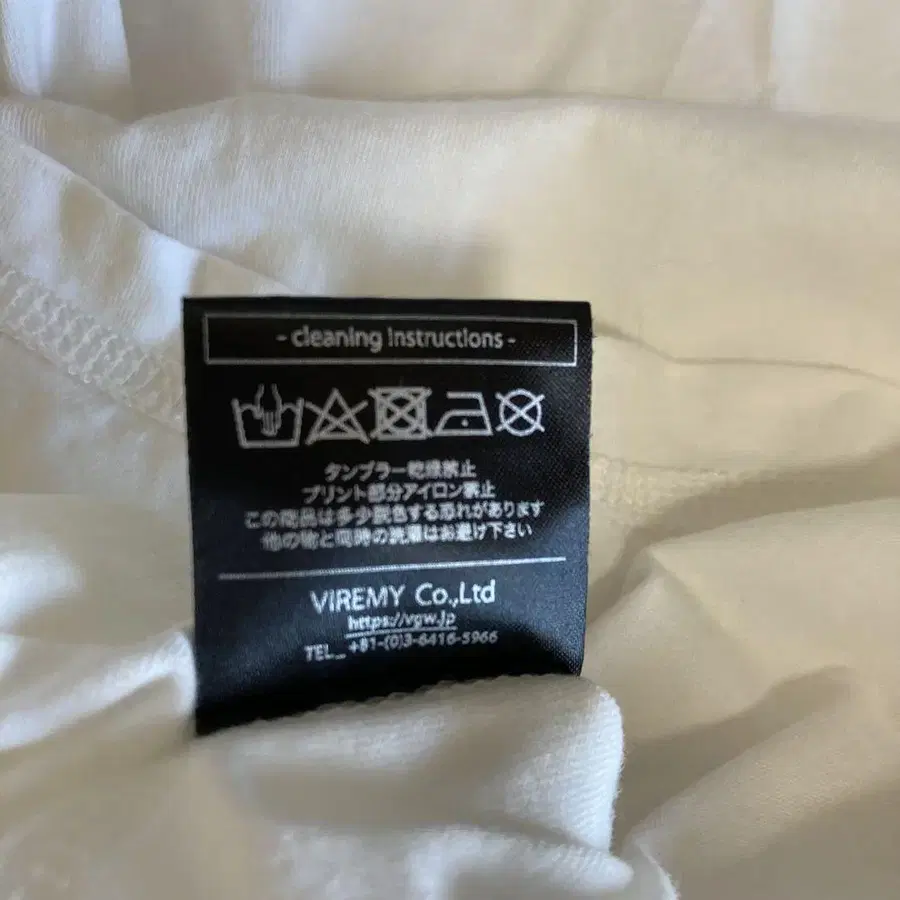 - cleaning instructions -
タンブラー乾燥禁止
プリント部分アイロン禁止
この商品は多少脱色する恐れがあります
他の物と同時の洗濯はお避け下さい
VIREMY Co.,Ltd
https://vgw.jp
TEL_ +81-(0)3-6416-5966